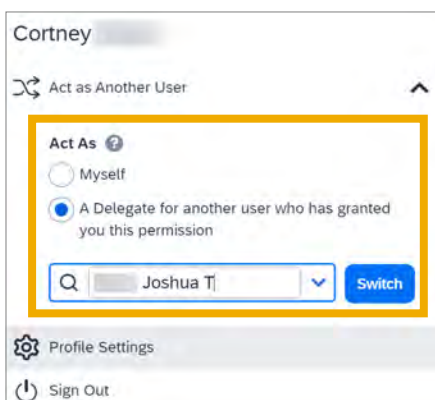 Cortney
Act as Another User
Act As
Myself
A Delegate for another user who has granted
you this permission
Joshua T
Switch
Profile Settings
Sign Out